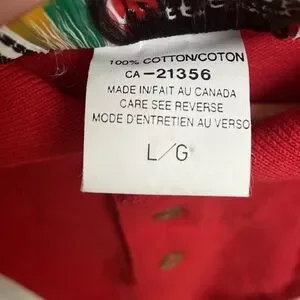 100% COTTON/COTON
CA-21356
MADE IN/FAIT AU CANADA
CARE SEE REVERSE
MODE D'ENTRETIEN AU VERSO
L/G